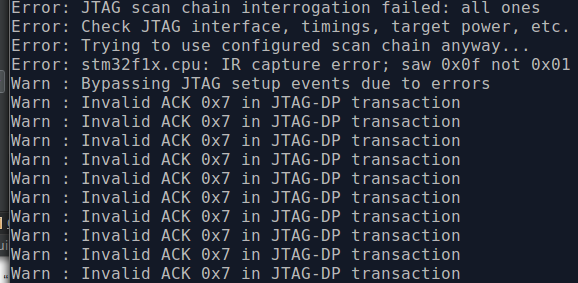 Error: JTAG scan chain interrogation failed: all ones
Error: Check JTAG interface, timings, target power, etc.
Error: Trying to use configured scan chain anyway...
Error: stm32f1x.cpu: IR capture error; saw 0x0f not 0x01
Warn : Bypassing JTAG setup events due to errors
Warn : Invalid ACK 0x7 in JTAG-DP transaction
Warn : Invalid ACK 0x7 in JTAG-DP transaction
Warn : Invalid ACK 0x7 in JTAG-DP transaction
Warn : Invalid ACK 0x7 in JTAG-DP transaction
Warn : Invalid ACK 0x7 in JTAG-DP transaction
Warn : Invalid ACK 0x7 in JTAG-DP transaction
Warn : Invalid ACK 0x7 in JTAG-DP transaction
Warn : Invalid ACK 0x7 in JTAG-DP transaction
Warn : Invalid ACK 0x7 in JTAG-DP transaction
Warn : Invalid ACK 0x7 in JTAG-DP transaction